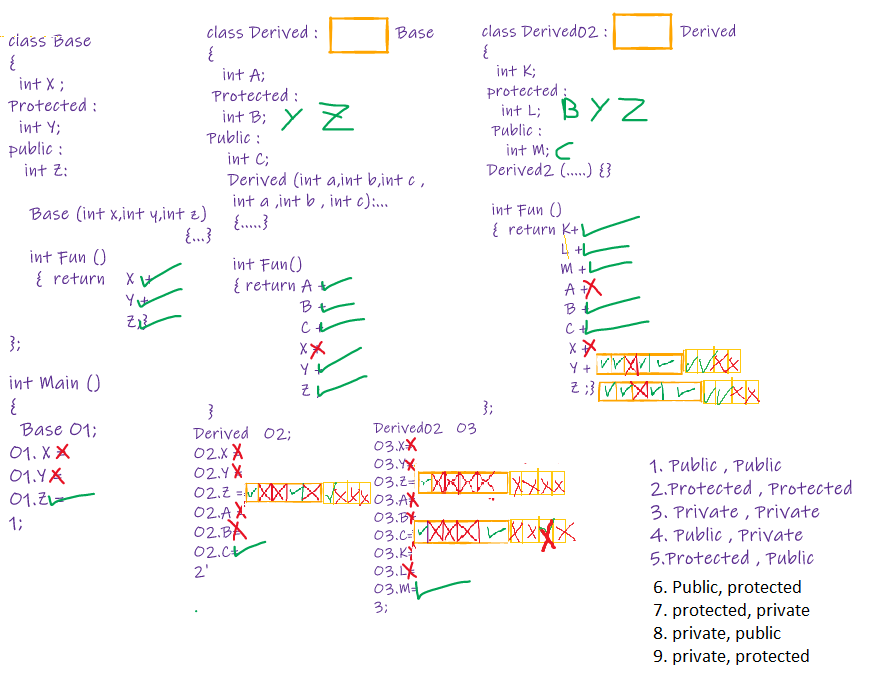 class Base
{
int X ;
Protected :
int Y;
public :
int Z:
Base (int x,int y,int z)
{...}
int Fun ()
{ return X +
Y +
Z;}
};
int Main ()
{
Base O1;
O1. X =
O1.Y =
O1.Z =
1;
class Derived : Base
{
int A;
Protected :
int B; Y Z
Public :
int C;
Derived (int a,int b,int c ,
int a ,int b , int c):...
{.....}
int Fun()
{ return A +
B +
C +
X +
Y +
Z
}
Derived O2;
O2.X =
O2.Y =
O2.Z =
O2.A =
O2.B=
O2.C=
2'
class Derived02 : Derived
{
int K;
protected :
int L; B Y Z
Public :
int M; C
Derived2 (.....) {}
int Fun ()
{ return K+
L +
M +
A +
B +
C +
X +
Y +
Z ;}
};
Derived02 O3
O3.X=
O3.Y=
O3.Z=
O3.A=
O3.B=
O3.C=
O3.K=
O3.L=
O3.M=
3;
1. Public , Public
2.Protected , Protected
3. Private , Private
4. Public , Private
5.Protected , Public
6. Public, protected
7. protected, private
8. private, public
9. private, protected